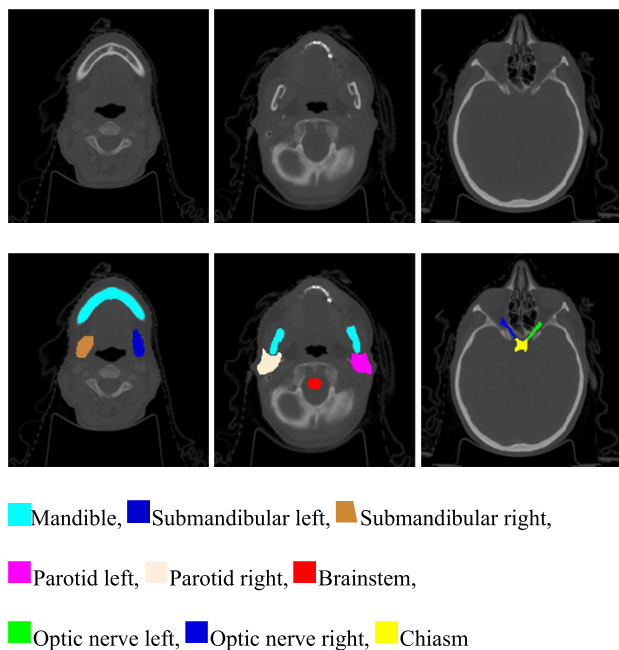 Mandible, Submandibular left, Submandibular right,
Parotid left, Parotid right, Brainstem,
Optic nerve left, Optic nerve right, Chiasm